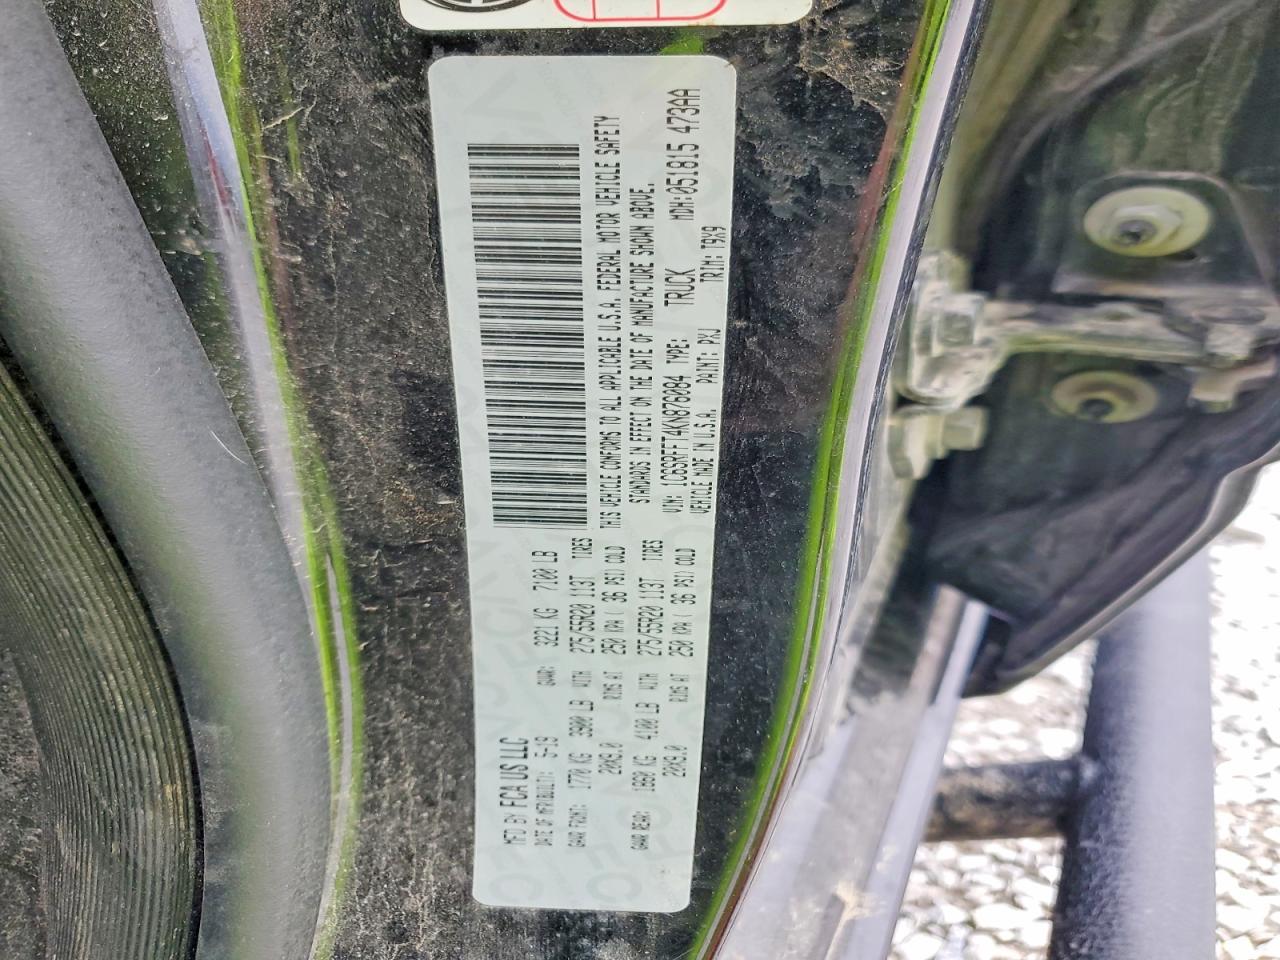 MFD BY FCA US LLC
DATE OF MFR(BUILT): 5-19 GVWR: 3221 KG 7100 LB
GAWR FRONT: 1770 KG 3900 LB WITH 275/55R20 113T TIRES
20X9.0 RIMS AT 250 KPA ( 36 PSI) COLD
GAWR REAR: 1860 KG 4100 LB WITH 275/55R20 113T TIRES
20X9.0 RIMS AT 250 KPA ( 36 PSI) COLD
THIS VEHICLE CONFORMS TO ALL APPLICABLE U.S.A. FEDERAL MOTOR VEHICLE SAFETY
STANDARDS IN EFFECT ON THE DATE OF MANUFACTURE SHOWN ABOVE.
VIN: 1C6SRFFT4KN876084 TYPE: TRUCK MDH:051815 473AA
VEHICLE MADE IN U.S.A. PAINT: PXJ TRIM: T9X9